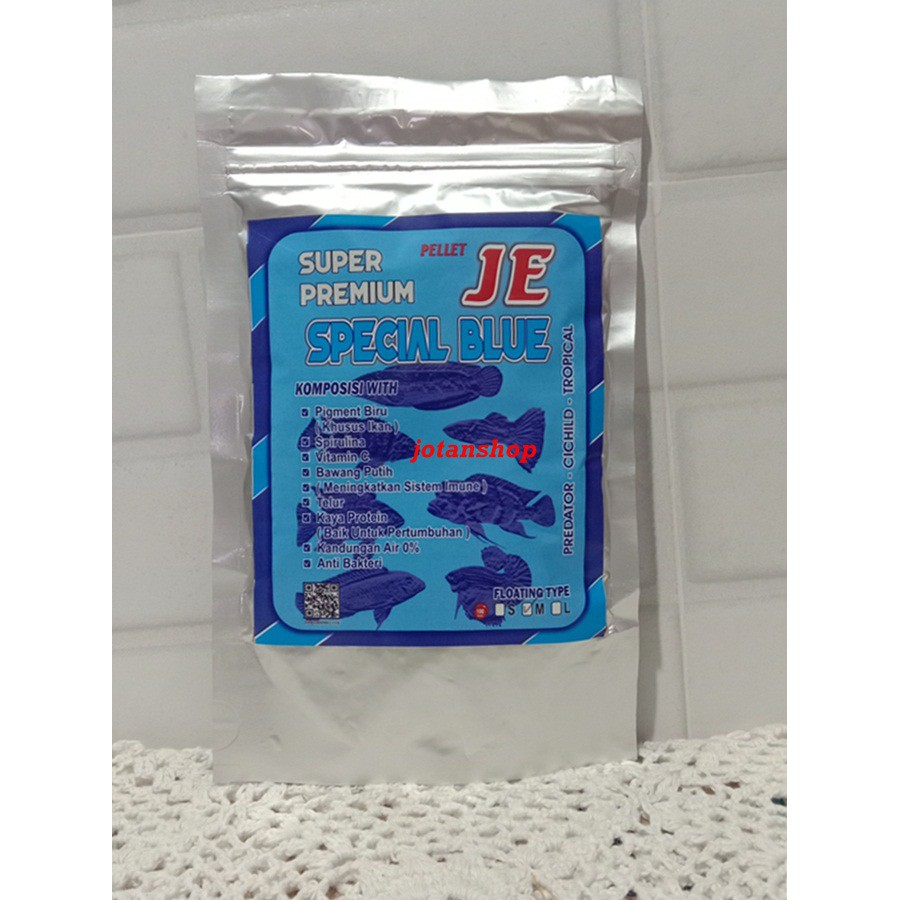 PELLET JE
SUPER
PREMIUM
SPECIAL BLUE
KOMPOSISI WITH
Pigment Biru
( Khusus Ikan )
Spirulina
Vitamin C
Bawang Putih
( Meningkatkan Sistem Imune )
Telur
Kaya Protein
( Baik Untuk Pertumbuhan )
Kandungan Air 0%
Anti Bakteri
PREDATOR - CICHILD - TROPICAL
jotanshop
FLOATING TYPE
S M L